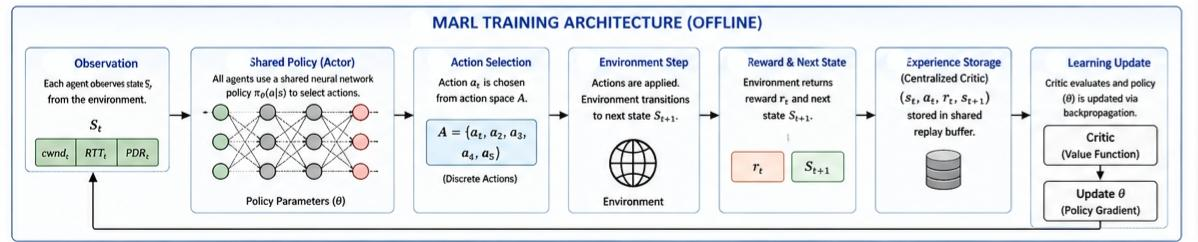 MARL TRAINING ARCHITECTURE (OFFLINE)
Observation
Each agent observes state Sₜ
from the environment.
Sₜ
cwndₜ RTTₜ PDRₜ
Shared Policy (Actor)
All agents use a shared neural network
policy π_θ(a|s) to select actions.
Policy Parameters (θ)
Action Selection
Action aₜ is chosen
from action space A.
A = {aₜ, a₂, a₃,
a₄, a₅)
(Discrete Actions)
Environment Step
Actions are applied.
Environment transitions
to next state Sₜ₊₁.
Environment
Reward & Next State
Environment returns
reward rₜ and next
state Sₜ₊₁.
rₜ Sₜ₊₁
Experience Storage
(Centralized Critic)
(sₜ, aₜ, rₜ, sₜ₊₁)
stored in shared
replay buffer.
Learning Update
Critic evaluates and policy
(θ) is updated via
backpropagation.
Critic
(Value Function)
Update θ
(Policy Gradient)